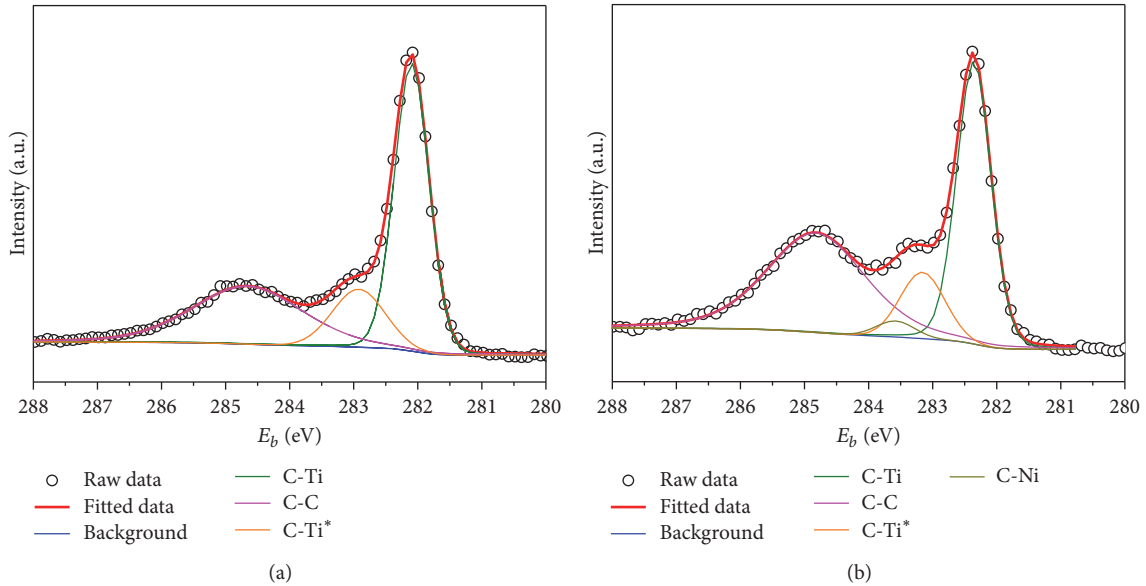 Intensity (a.u.)
288 287 286 285 284 283 282 281 280
E_b (eV)
Raw data
Fitted data
Background
C-Ti
C-C
C-Ti*
(a)
Intensity (a.u.)
288 287 286 285 284 283 282 281 280
E_b (eV)
Raw data
Fitted data
Background
C-Ti
C-C
C-Ti*
C-Ni
(b)